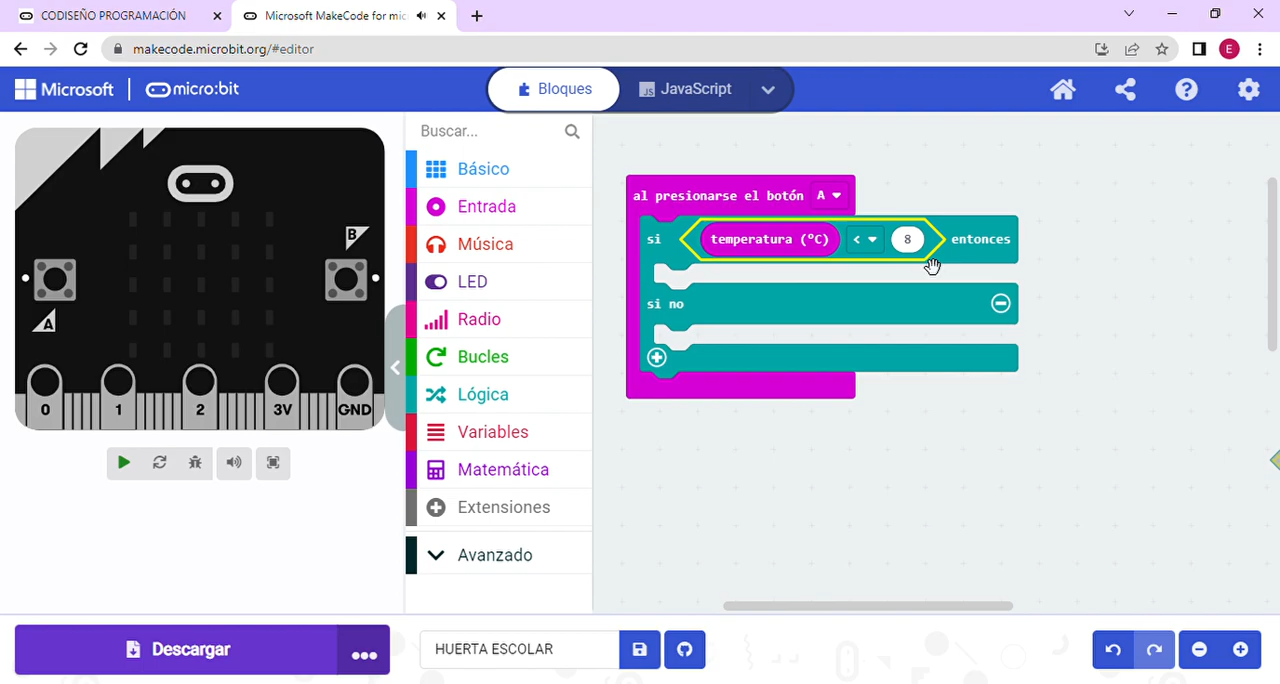 CODISEÑO PROGRAMACIÓN
Microsoft MakeCode for mic
makecode.microbit.org/#editor
E
Microsoft
micro:bit
Bloques
JS JavaScript
Buscar...
Básico
Entrada
Música
LED
Radio
Bucles
Lógica
Variables
Matemática
Extensiones
Avanzado
B
A
0 1 2 3V GND
al presionarse el botón A
si temperatura (°C) < 8 entonces
si no
Descargar
HUERTA ESCOLAR